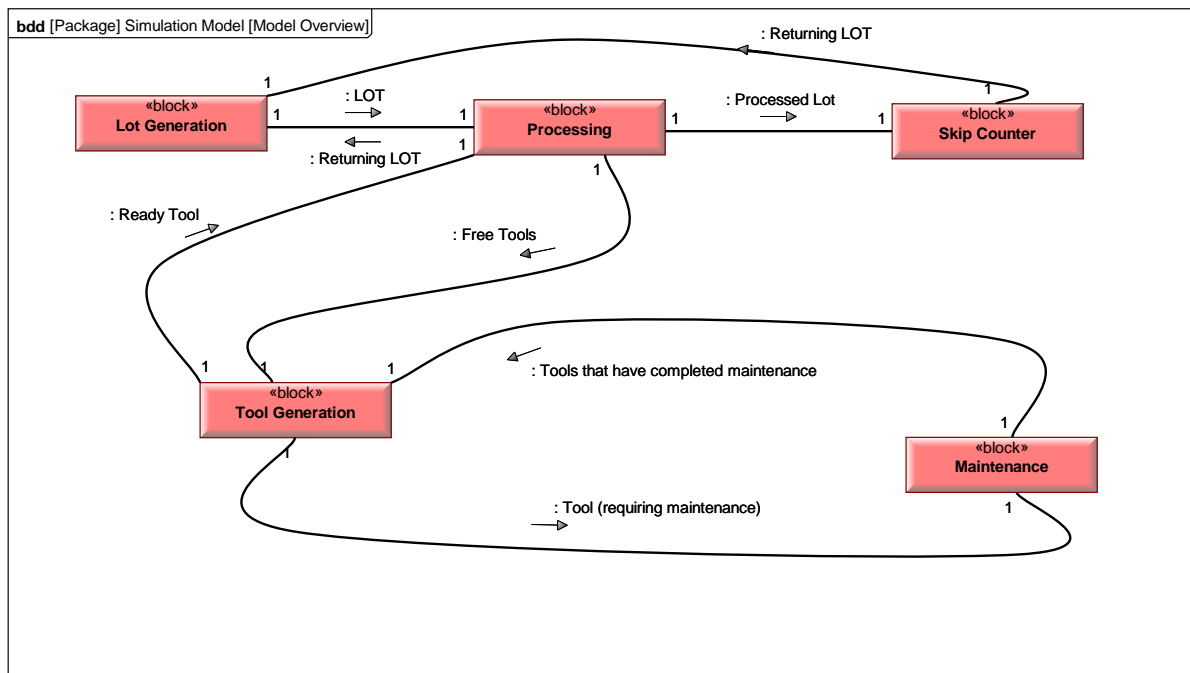 bdd [Package] Simulation Model [Model Overview]
: Returning LOT
1
1
«block»
Lot Generation
1
: LOT
: Returning LOT
1
«block»
Processing
1
: Processed Lot
1
«block»
Skip Counter
1
1
: Ready Tool
: Free Tools
1
1
1
: Tools that have completed maintenance
«block»
Tool Generation
1
1
«block»
Maintenance
1
: Tool (requiring maintenance)